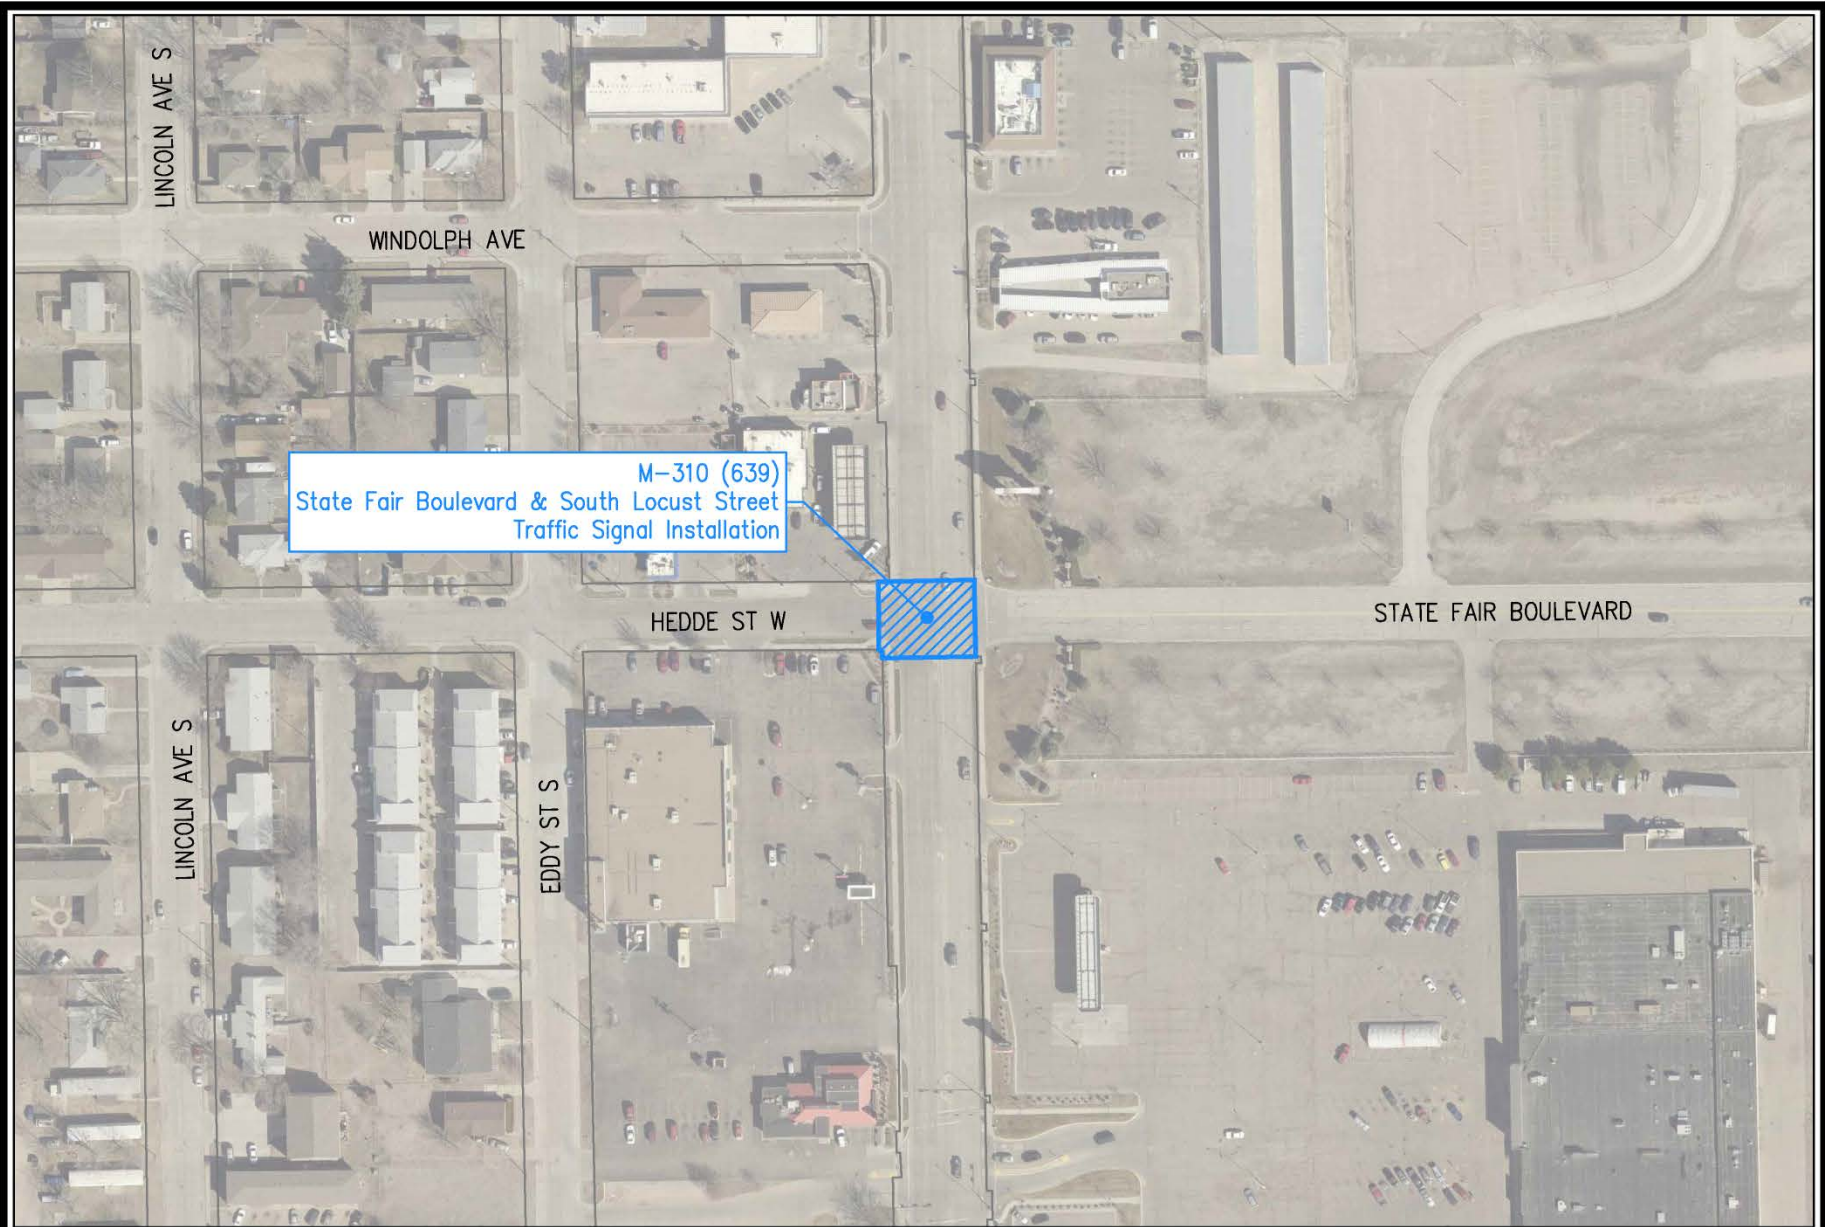 LINCOLN AVE S
WINDOLPH AVE
M-310 (639)
State Fair Boulevard & South Locust Street
Traffic Signal Installation
HEDDE ST W
STATE FAIR BOULEVARD
LINCOLN AVE S
EDDY ST S